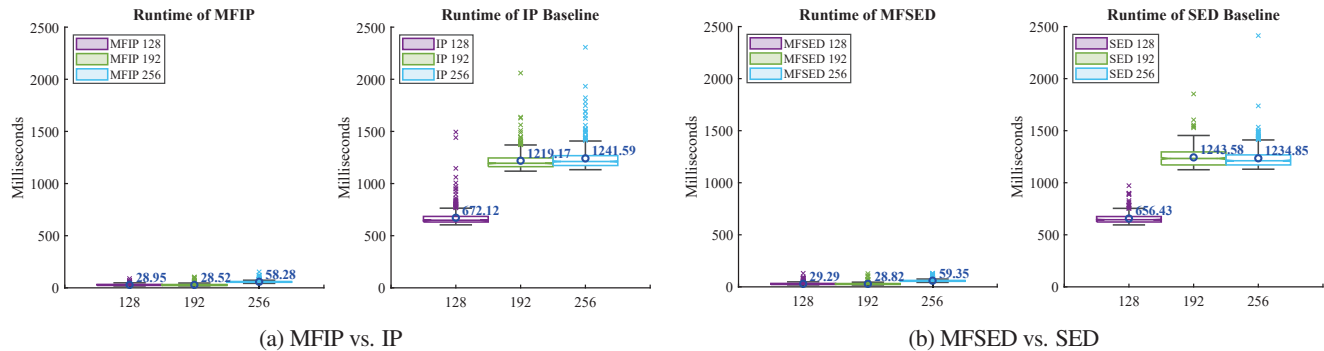 Runtime of MFIP
Milliseconds
2500
2000
1500
1000
500
0
MFIP 128
MFIP 192
MFIP 256
28.95
28.52
58.28
128
192
256
Runtime of IP Baseline
Milliseconds
2500
2000
1500
1000
500
0
IP 128
IP 192
IP 256
672.12
1219.17
1241.59
128
192
256
(a) MFIP vs. IP
Runtime of MFSED
Milliseconds
2500
2000
1500
1000
500
0
MFSED 128
MFSED 192
MFSED 256
29.29
28.82
59.35
128
192
256
Runtime of SED Baseline
Milliseconds
2500
2000
1500
1000
500
0
SED 128
SED 192
SED 256
656.43
1243.58
1234.85
128
192
256
(b) MFSED vs. SED